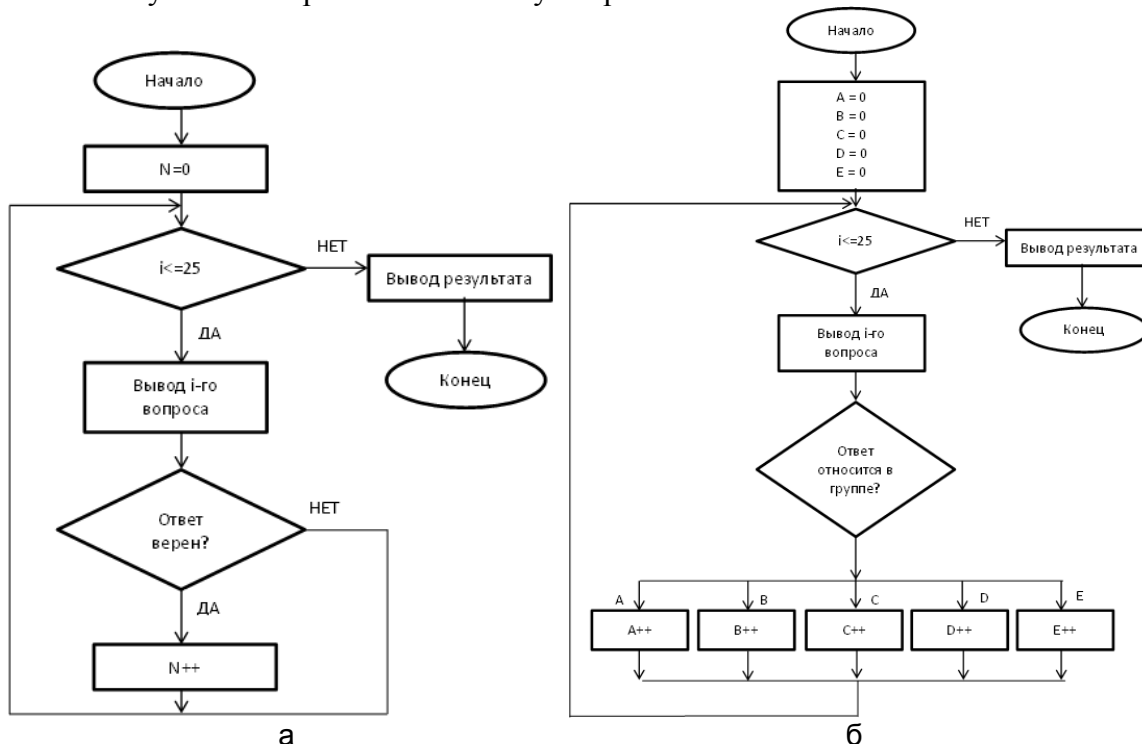 Начало
N=0
i<=25
НЕТ
Вывод результата
Конец
ДА
Вывод i-го
вопроса
Ответ
верен?
НЕТ
ДА
N++
а
Начало
A = 0
B = 0
C = 0
D = 0
E = 0
i<=25
НЕТ
Вывод результата
Конец
ДА
Вывод i-го
вопроса
Ответ
относится в
группе?
A
B
C
D
E
A++
B++
C++
D++
E++
б